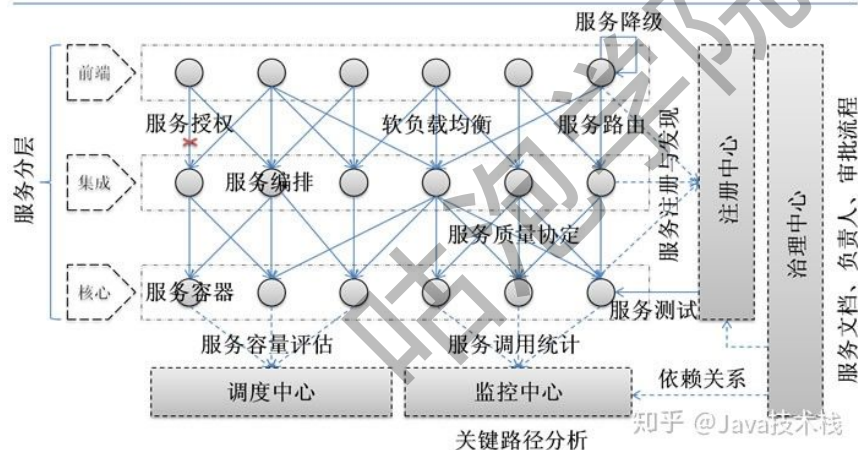 服务降级
前端
服务授权
软负载均衡
服务路由
服务分层
集成
服务编排
服务注册与发现
注册中心
治理中心
服务文档、负责人、审批流程
服务质量协定
核心
服务容器
服务测试
服务容量评估
服务调用统计
调度中心
监控中心
依赖关系
关键路径分析
知乎 @Java技术栈
咕泡学院